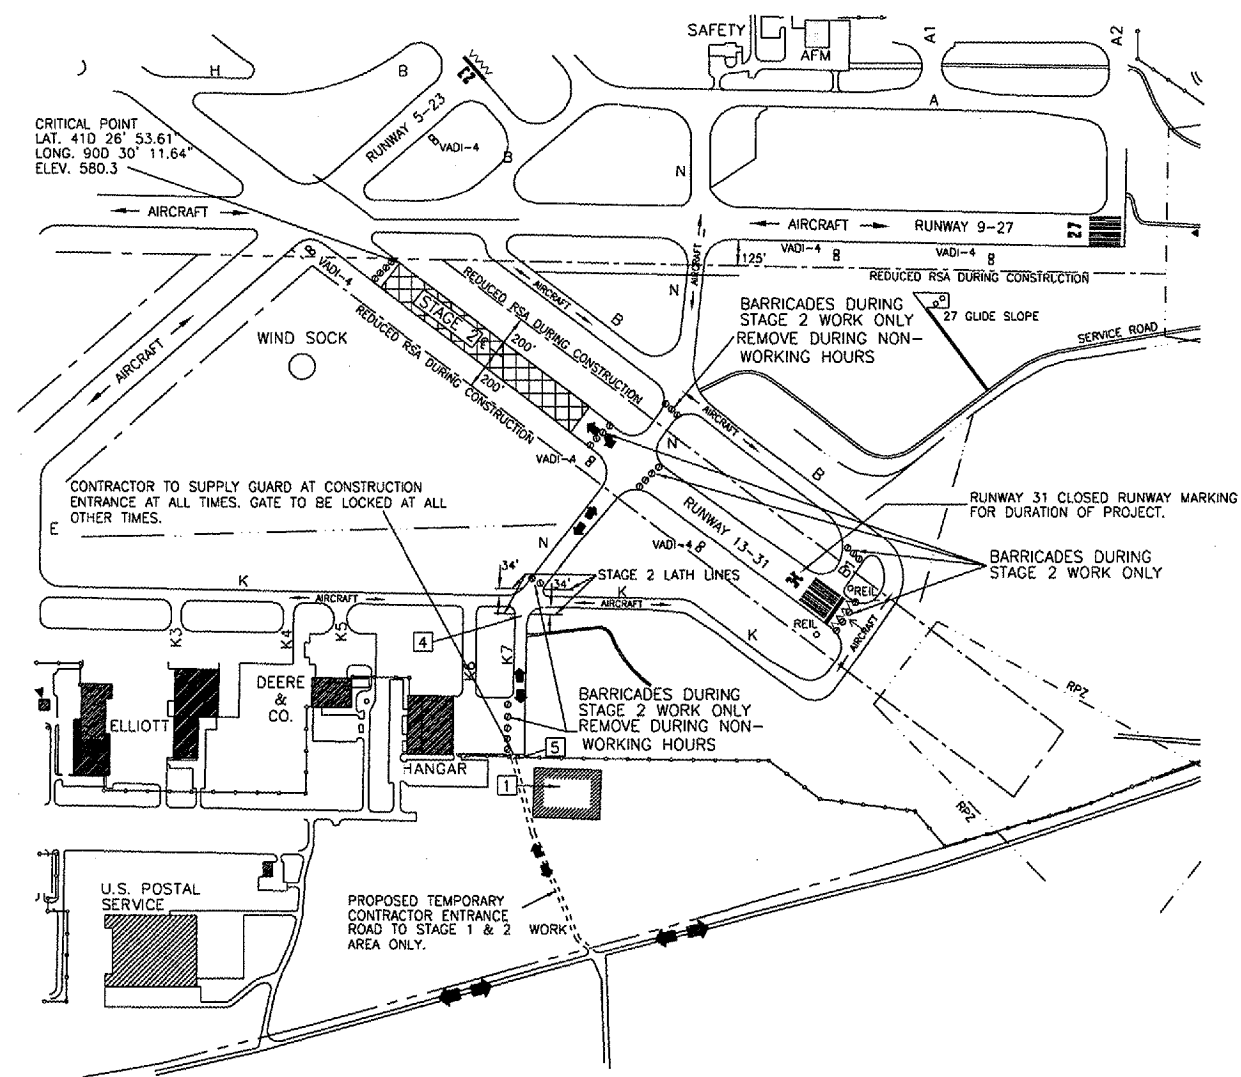 SAFETY
AFM
A1
A2
H
B
23
A
CRITICAL POINT
LAT. 41D 26' 53.61"
LONG. 90D 30' 11.64"
ELEV. 580.3
RUNWAY 5-23
VADI-4
B
N
AIRCRAFT
AIRCRAFT
RUNWAY 9-27
27
VADI-4
VADI-4
125'
REDUCED RSA DURING CONSTRUCTION
VADI-4
AIRCRAFT
N
REDUCED RSA DURING CONSTRUCTION
AIRCRAFT
B
STAGE 2
200'
200'
REDUCED RSA DURING CONSTRUCTION
BARRICADES DURING
STAGE 2 WORK ONLY
REMOVE DURING NON-
WORKING HOURS
27 GLIDE SLOPE
SERVICE ROAD
WIND SOCK
AIRCRAFT
AIRCRAFT
N
B
VADI-4
CONTRACTOR TO SUPPLY GUARD AT CONSTRUCTION
ENTRANCE AT ALL TIMES. GATE TO BE LOCKED AT ALL
OTHER TIMES.
RUNWAY 31 CLOSED RUNWAY MARKING
FOR DURATION OF PROJECT.
RUNWAY 13-31
VADI-4
E
N
BARRICADES DURING
STAGE 2 WORK ONLY
34'
34'
STAGE 2 LATH LINES
K
K
AIRCRAFT
AIRCRAFT
31
B
REIL
REIL
AIRCRAFT
K3
K4
K5
K6
K7
4
K
DEERE
&
CO.
ELLIOTT
HANGAR
BARRICADES DURING
STAGE 2 WORK ONLY
REMOVE DURING NON-
WORKING HOURS
5
1
RPZ
RPZ
U.S. POSTAL
SERVICE
PROPOSED TEMPORARY
CONTRACTOR ENTRANCE
ROAD TO STAGE 1 & 2 WORK
AREA ONLY.